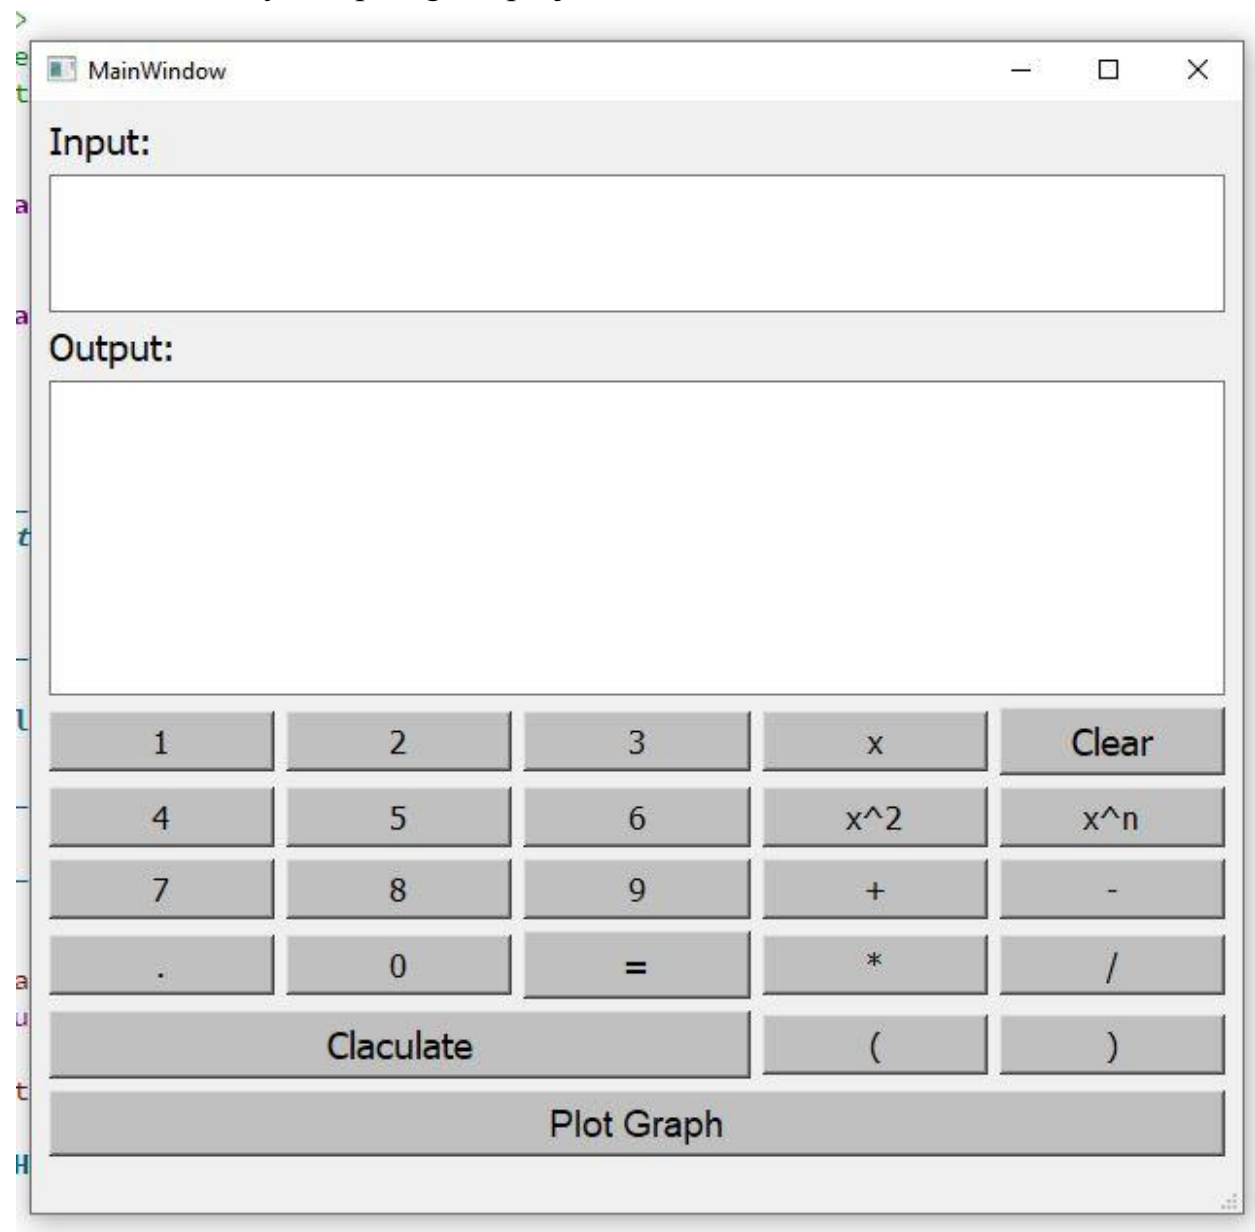 MainWindow
Input:
Output:
1 2 3 x Clear
4 5 6 x^2 x^n
7 8 9 + -
. 0 = * /
Claculate ( )
Plot Graph